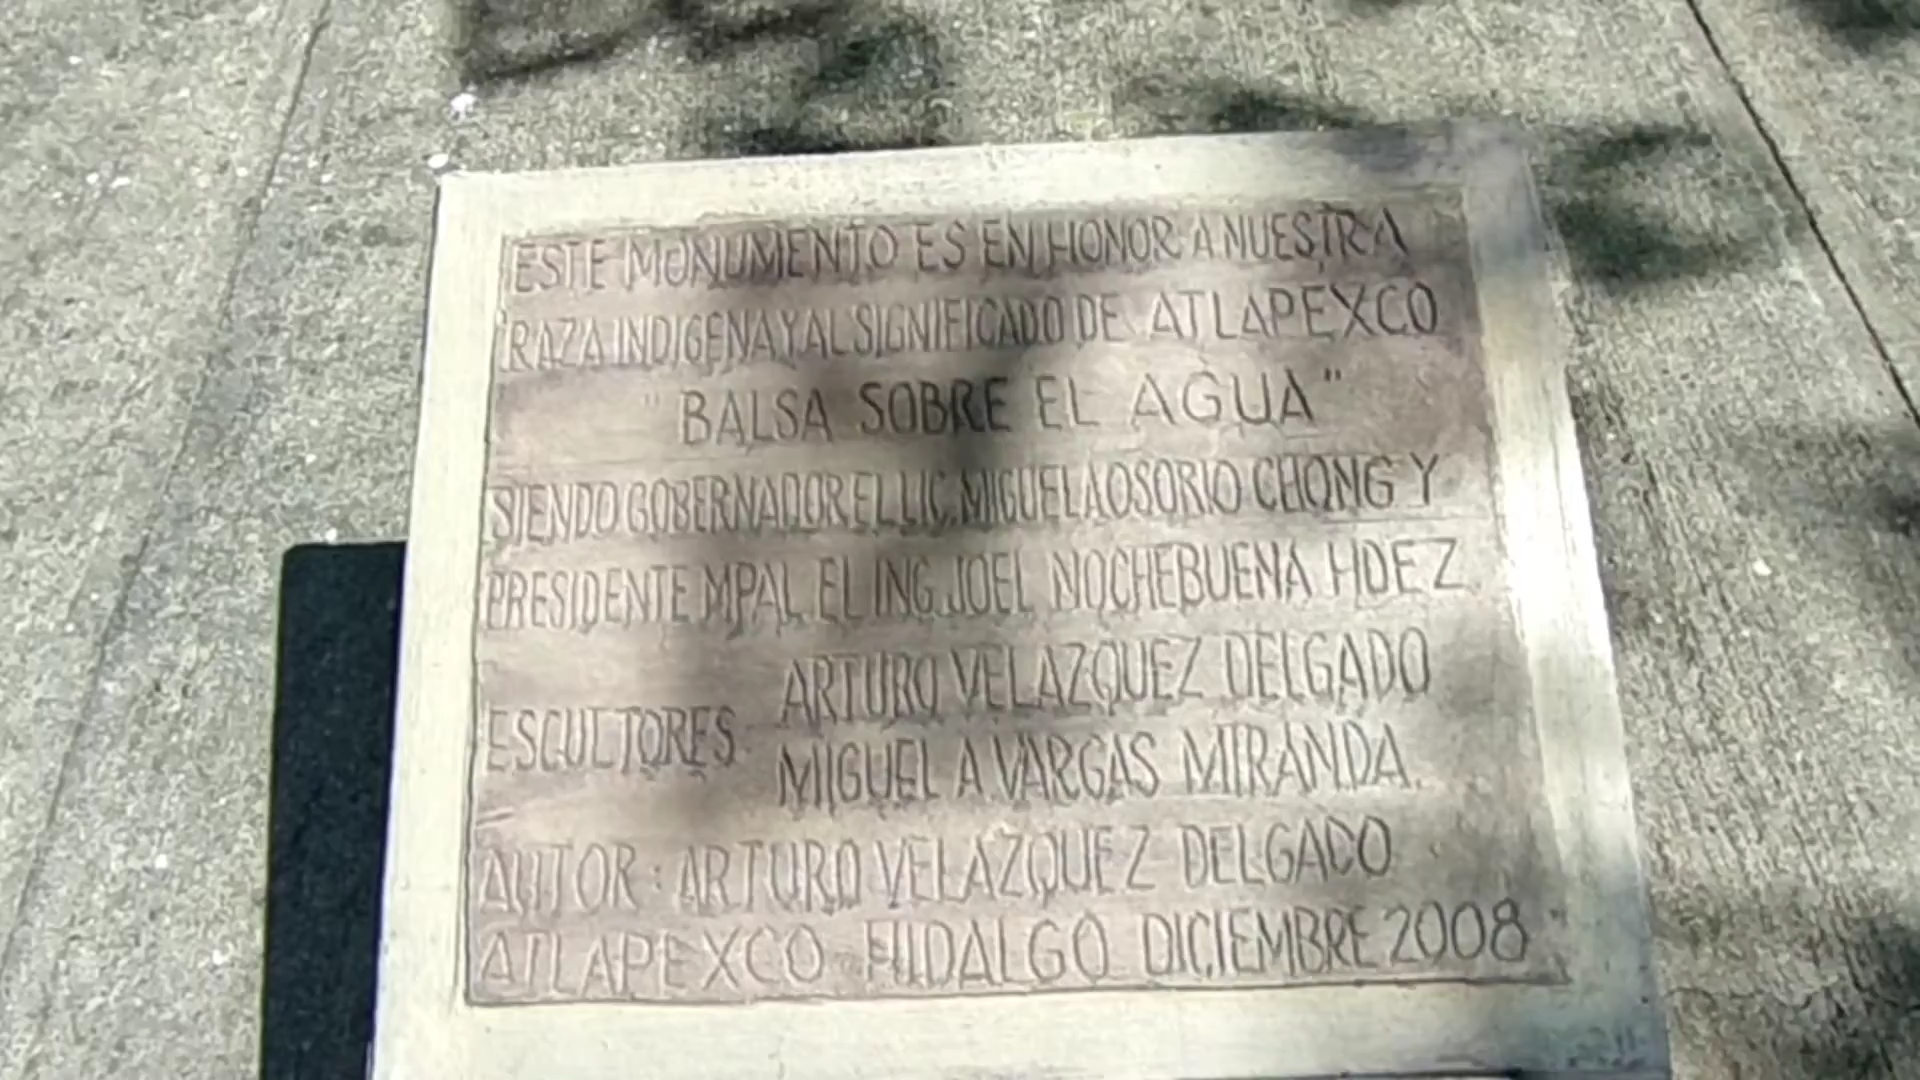 ESTE MONUMENTO ES EN HONOR A NUESTRA
RAZA INDIGENA Y AL SIGNIFICADO DE ATLAPEXCO
"BALSA SOBRE EL AGUA"
SIENDO GOBERNADOR EL LIC. MIGUEL A OSORIO CHONG Y
PRESIDENTE MPAL EL ING. JOEL NOCHEBUENA HDEZ
ARTURO VELAZQUEZ DELGADO
ESCULTORES
MIGUEL A. VARGAS MIRANDA.
AUTOR: ARTURO VELAZQUEZ DELGADO
ATLAPEXCO HIDALGO DICIEMBRE 2008